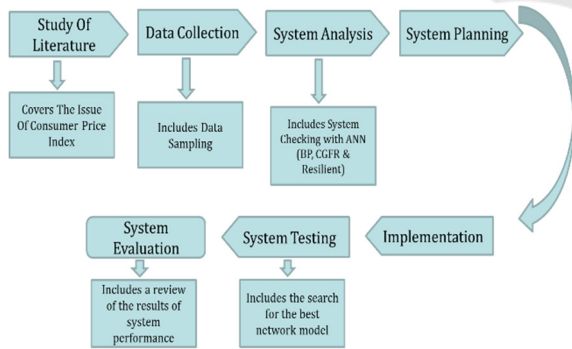 Study Of
Literature
Data Collection
System Analysis
System Planning
Covers The Issue
Of Consumer Price
Index
Includes Data
Sampling
Includes System
Checking with ANN
(BP, CGFR &
Resilient)
System
Evaluation
System Testing
Implementation
Includes a review
of the results of
system
performance
Includes the search
for the best
network model